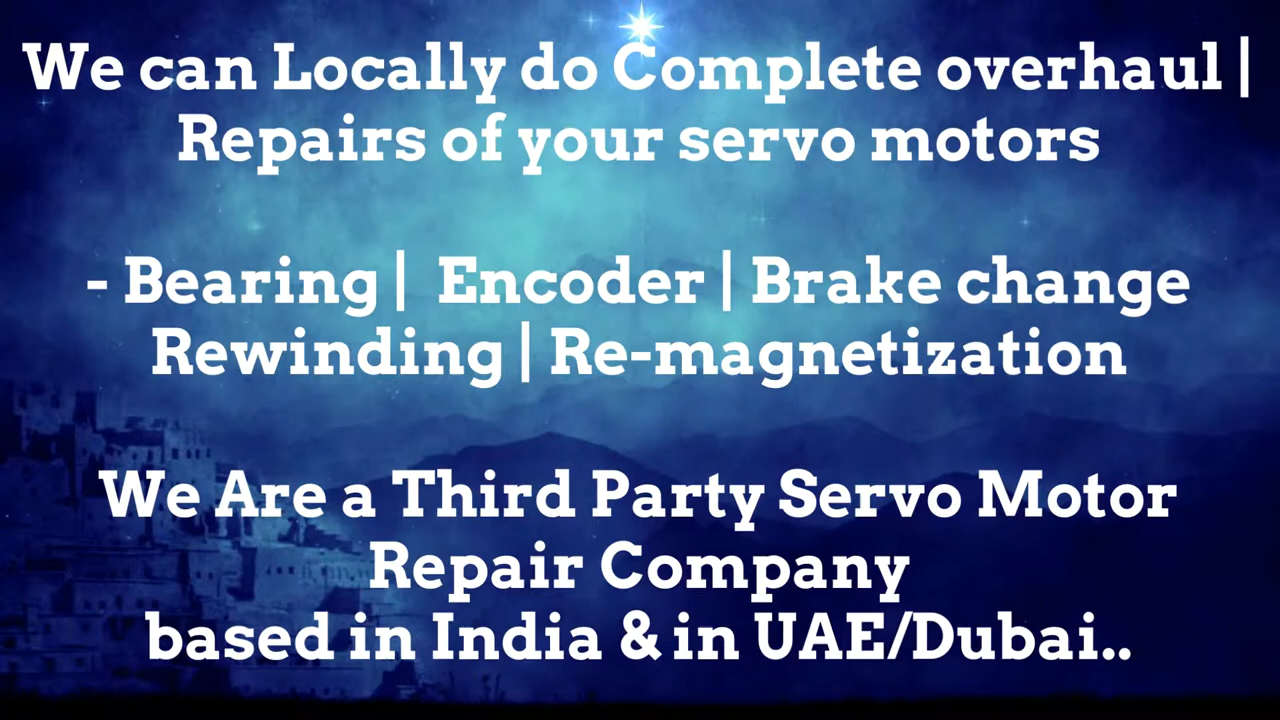 We can Locally do Complete overhaul |
Repairs of your servo motors
- Bearing | Encoder | Brake change
Rewinding | Re-magnetization
We Are a Third Party Servo Motor
Repair Company
based in India & in UAE/Dubai..